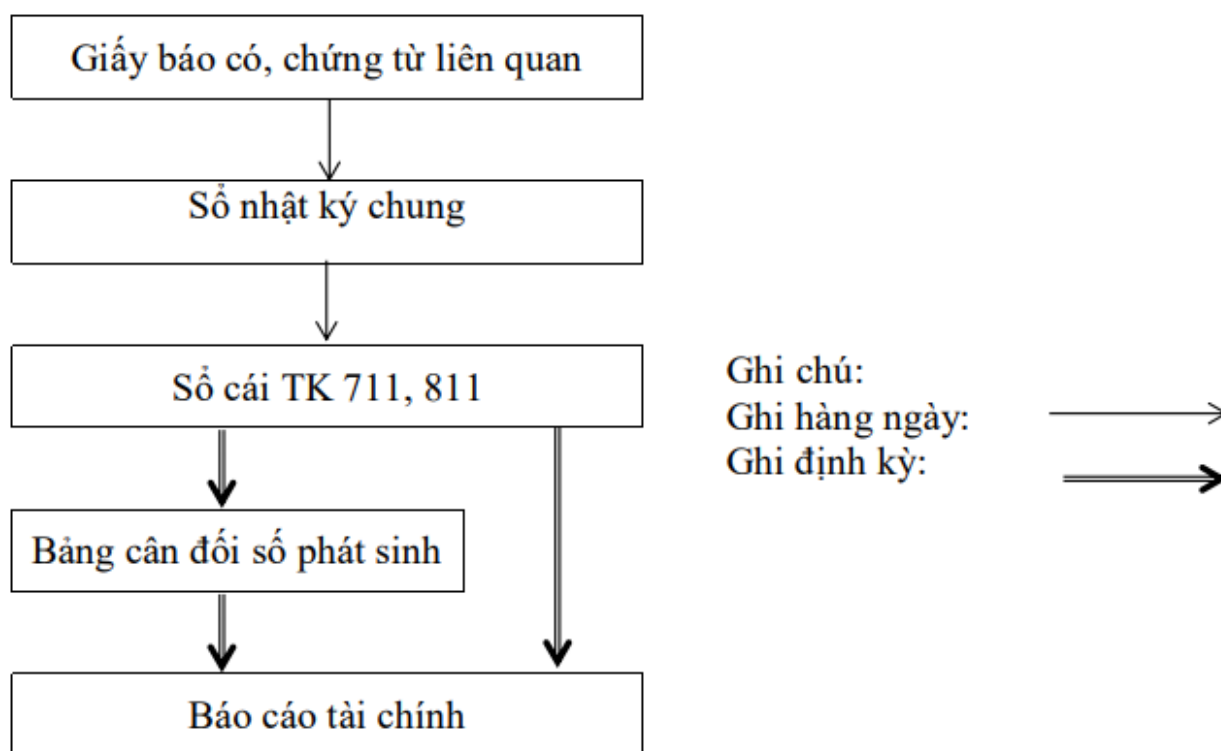 Giấy báo có, chứng từ liên quan
Sổ nhật ký chung
Sổ cái TK 711, 811
Ghi chú:
Ghi hàng ngày:
Ghi định kỳ:
Bảng cân đối số phát sinh
Báo cáo tài chính